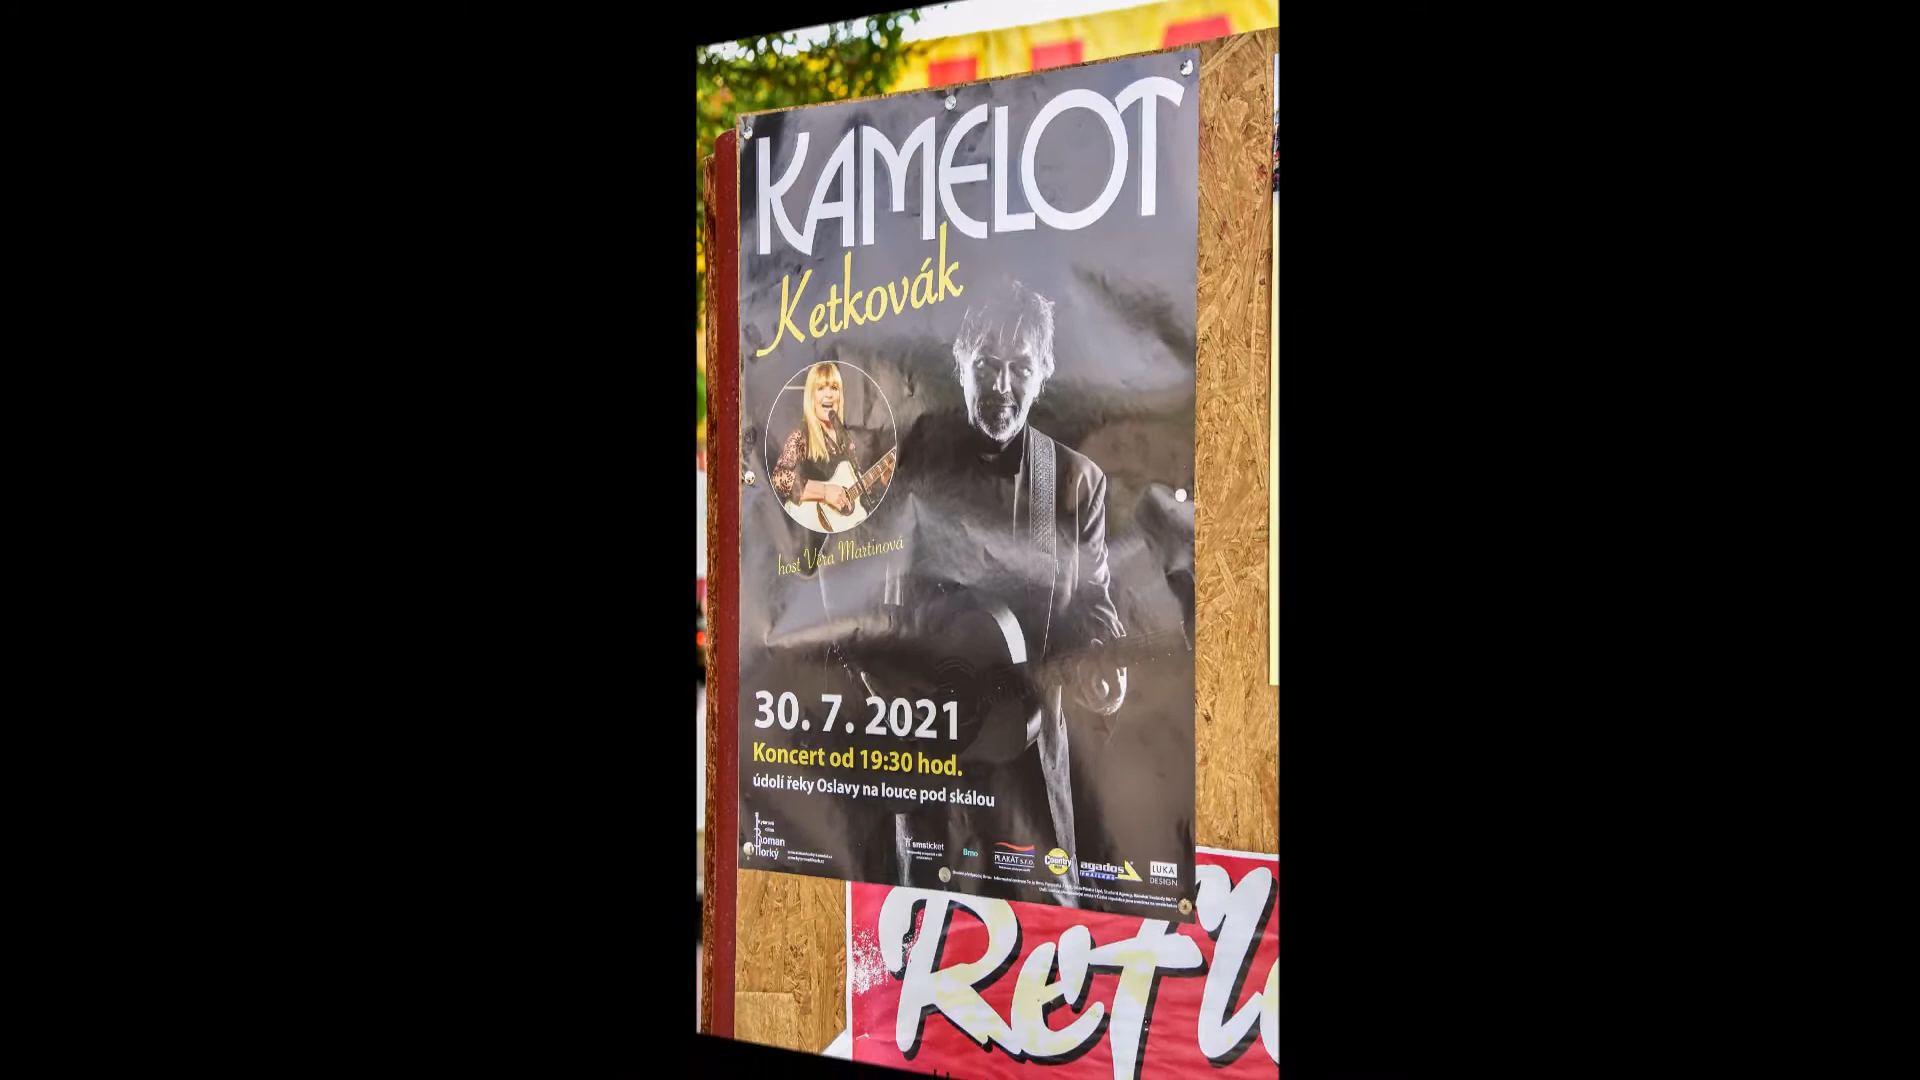 KAMELOT
Ketkovák
host Věra Martinová
30. 7. 2021
Koncert od 19:30 hod.
údolí řeky Oslavy na louce pod skálou
Roman
Horký
smsticket
Brno
PLAKÁT s.r.o.
Country
agados
LUKA
DESIGN